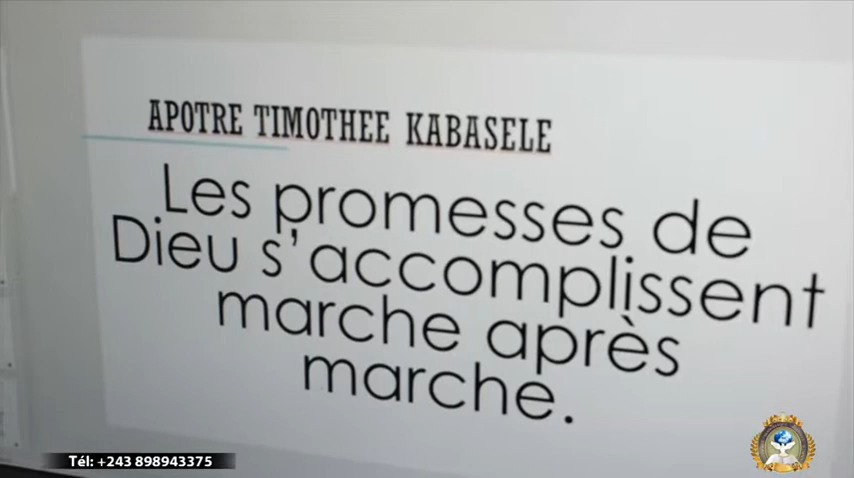 APOTRE TIMOTHEE KABASELE
Les promesses de
Dieu s'accomplissent
marche après
marche.
Tél: +243 898943375